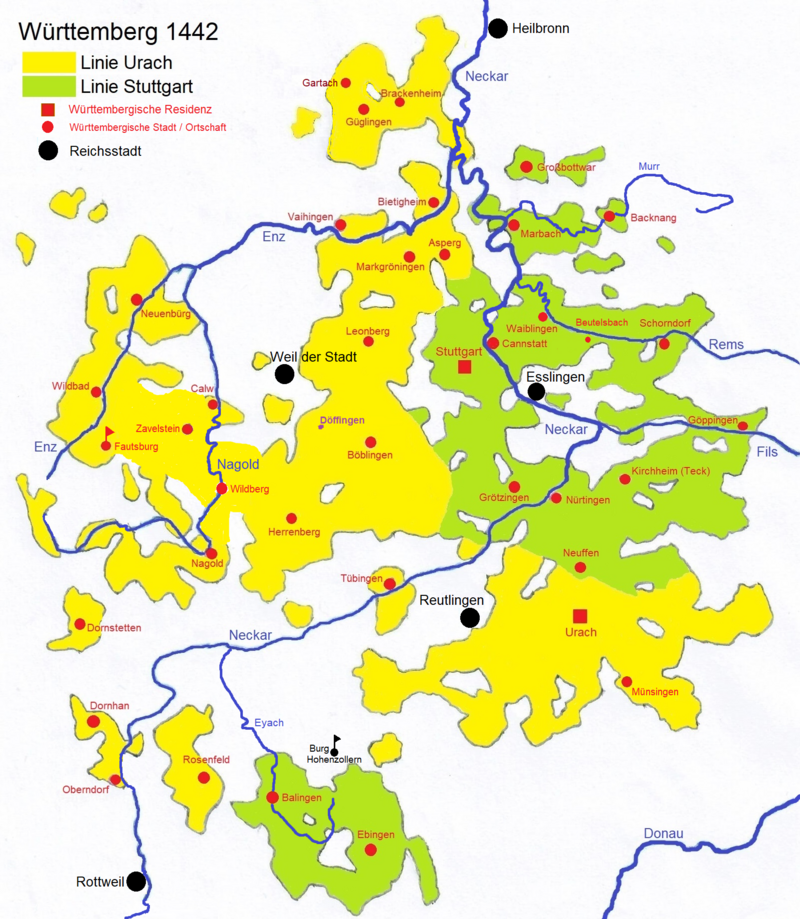 Württemberg 1442
Linie Urach
Linie Stuttgart
Württembergische Residenz
Württembergische Stadt / Ortschaft
Reichsstadt
Heilbronn
Neckar
Gartach
Brackenheim
Güglingen
Großbottwar
Murr
Bietigheim
Vaihingen
Backnang
Marbach
Enz
Asperg
Markgröningen
Neuenbürg
Waiblingen
Beutelsbach
Schorndorf
Leonberg
Stuttgart
Cannstatt
Rems
Weil der Stadt
Esslingen
Wildbad
Calw
Döffingen
Göppingen
Zavelstein
Neckar
Fautsburg
Enz
Böblingen
Fils
Nagold
Kirchheim (Teck)
Wildberg
Grötzingen
Nürtingen
Herrenberg
Nagold
Neuffen
Tübingen
Reutlingen
Dornstetten
Urach
Neckar
Münsingen
Dornhan
Eyach
Burg
Hohenzollern
Rosenfeld
Oberndorf
Balingen
Ebingen
Donau
Rottweil